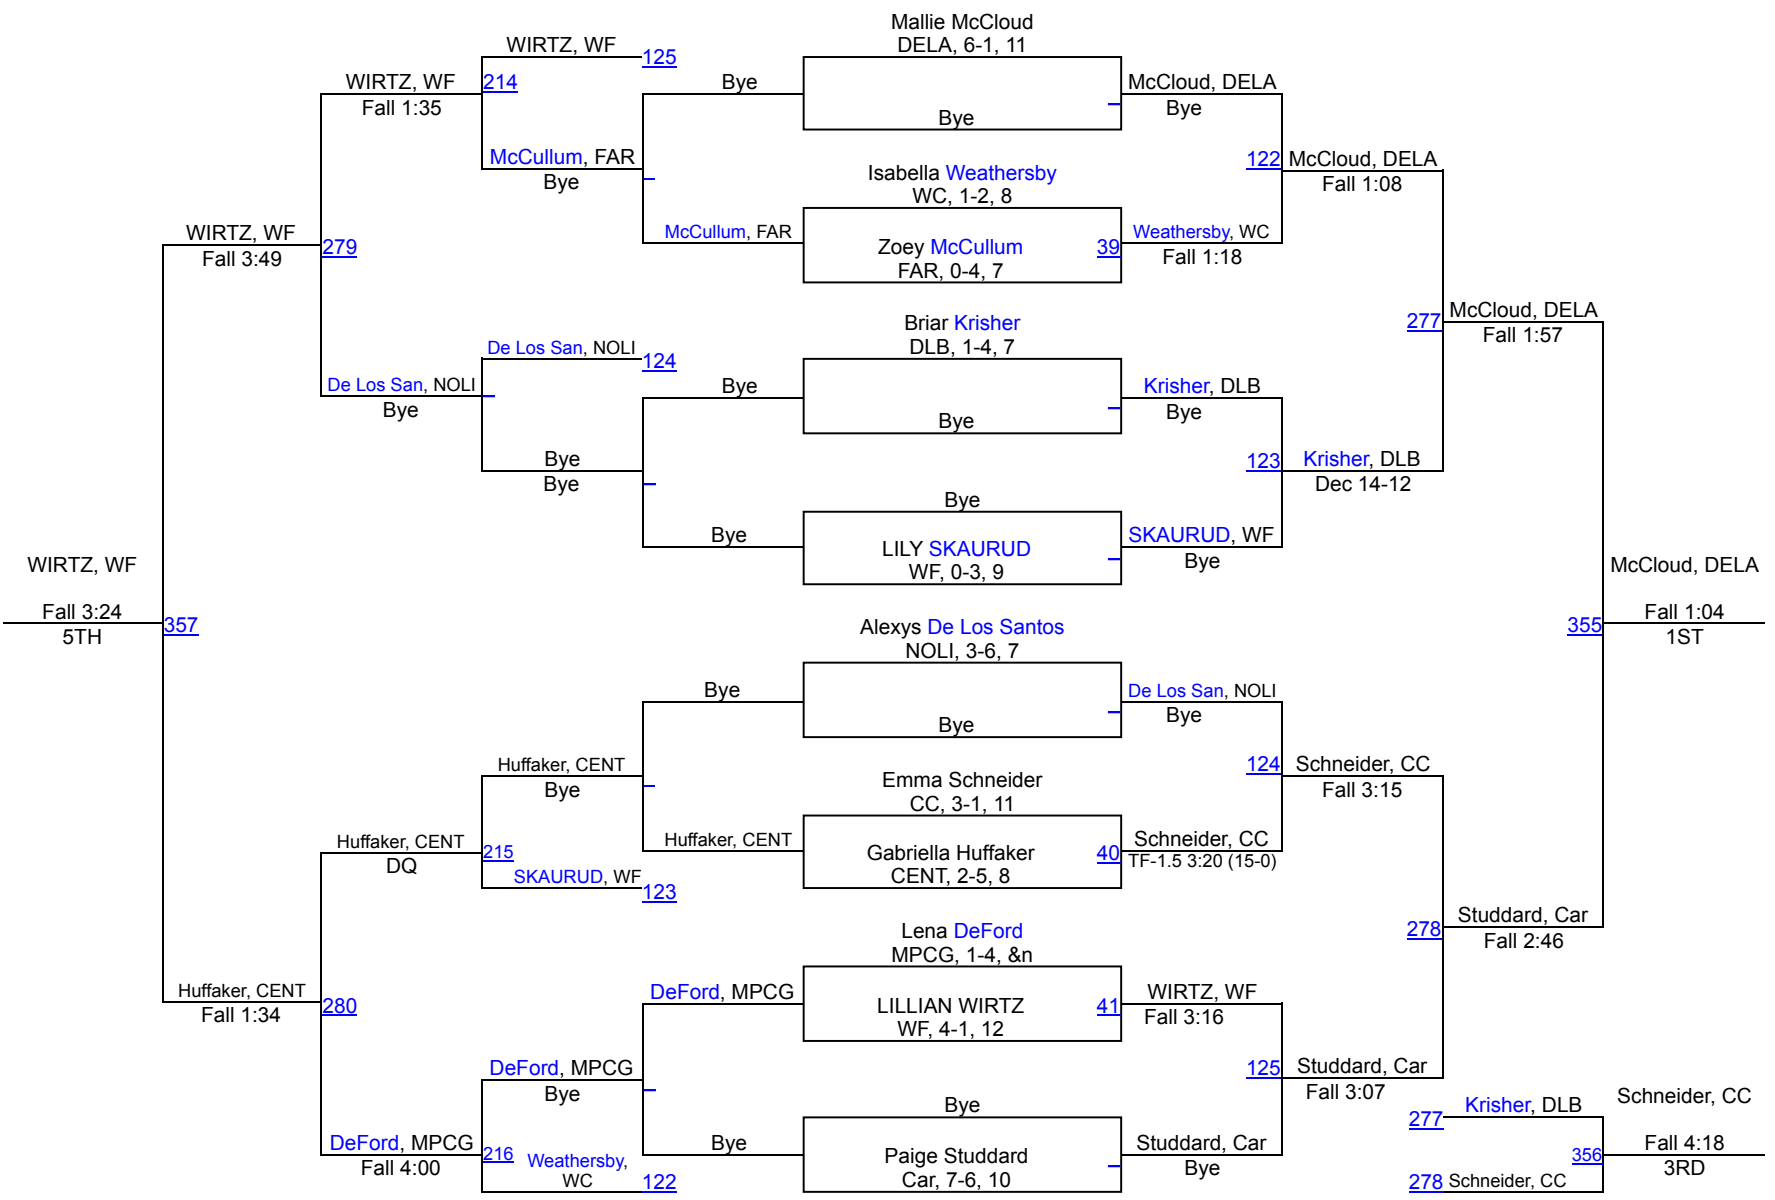 Mallie McCloud
DELA, 6-1, 11
Bye
Isabella Weathersby
WC, 1-2, 8
Zoey McCullum
39
FAR, 0-4, 7
Briar Krisher
DLB, 1-4, 7
Bye
Bye
LILY SKAURUD
WF, 0-3, 9
Alexys De Los Santos
NOLI, 3-6, 7
Bye
Emma Schneider
CC, 3-1, 11
Gabriella Huffaker
40
CENT, 2-5, 8
Lena DeFord
MPCG, 1-4, &n
LILLIAN WIRTZ
41
WF, 4-1, 12
Bye
Paige Studdard
Car, 7-6, 10
McCloud, DELA
Bye
Weathersby, WC
Fall 1:18
Krisher, DLB
Bye
SKAURUD, WF
Bye
De Los San, NOLI
Bye
Schneider, CC
TF-1.5 3:20 (15-0)
WIRTZ, WF
Fall 3:16
Studdard, Car
Bye
122
McCloud, DELA
Fall 1:08
123
Krisher, DLB
Dec 14-12
124
Schneider, CC
Fall 3:15
125
Studdard, Car
Fall 3:07
277
McCloud, DELA
Fall 1:57
278
Studdard, Car
Fall 2:46
355
McCloud, DELA
Fall 1:04
1ST
277
Krisher, DLB
278
Schneider, CC
356
Schneider, CC
Fall 4:18
3RD
Bye
McCullum, FAR
Bye
Bye
Bye
Huffaker, CENT
DeFord, MPCG
Bye
WIRTZ, WF
125
McCullum, FAR
Bye
De Los San, NOLI
124
Bye
Bye
Huffaker, CENT
Bye
SKAURUD, WF
123
DeFord, MPCG
Bye
Weathersby,
WC
122
WIRTZ, WF
214
Fall 1:35
De Los San, NOLI
Bye
Huffaker, CENT
215
DQ
DeFord, MPCG
216
Fall 4:00
WIRTZ, WF
279
Fall 3:49
Huffaker, CENT
280
Fall 1:34
WIRTZ, WF
Fall 3:24
357
5TH